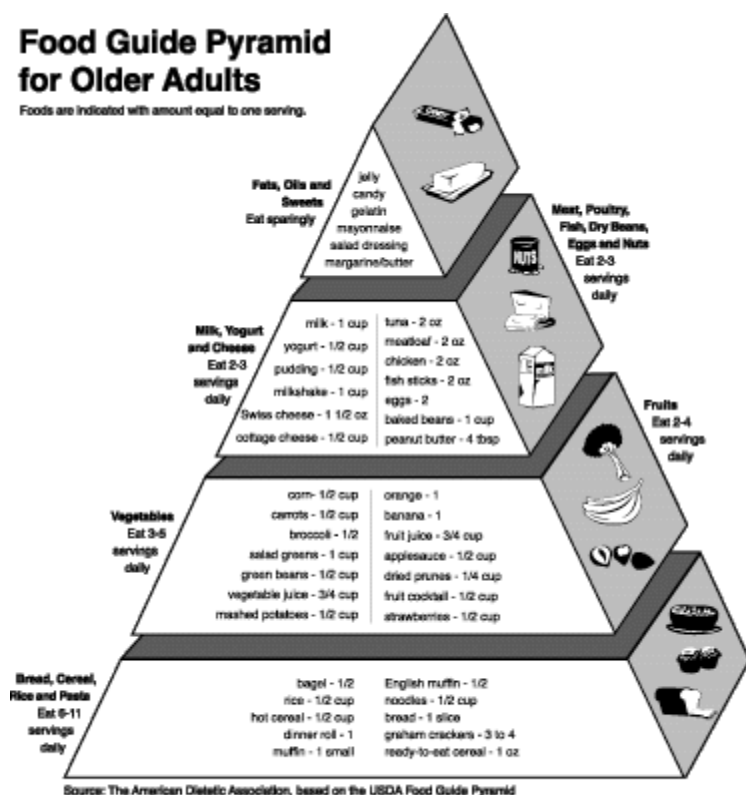 Food Guide Pyramid
for Older Adults
Foods are indicated with amount equal to one serving.
Fats, Oils and
Sweets
Eat sparingly
jelly
candy
gelatin
mayonnaise
salad dressing
margarine/butter
Meat, Poultry,
Fish, Dry Beans,
Eggs and Nuts
Eat 2-3
servings
daily
NUTS
Milk, Yogurt
and Cheese
Eat 2-3
servings
daily
milk - 1 cup
yogurt - 1/2 cup
pudding - 1/2 cup
milkshake - 1 cup
Swiss cheese - 1 1/2 oz
cottage cheese - 1/2 cup
tuna - 2 oz
meatloaf - 2 oz
chicken - 2 oz
fish sticks - 2 oz
eggs - 2
baked beans - 1 cup
peanut butter - 4 tbsp
Fruits
Eat 2-4
servings
daily
Vegetables
Eat 3-5
servings
daily
corn- 1/2 cup
carrots - 1/2 cup
broccoli - 1/2
salad greens - 1 cup
green beans - 1/2 cup
vegetable juice - 3/4 cup
mashed potatoes - 1/2 cup
orange - 1
banana - 1
fruit juice - 3/4 cup
applesauce - 1/2 cup
dried prunes - 1/4 cup
fruit cocktail - 1/2 cup
strawberries - 1/2 cup
Bread, Cereal,
Rice and Pasta
Eat 6-11
servings
daily
bagel - 1/2
rice - 1/2 cup
hot cereal - 1/2 cup
dinner roll - 1
muffin - 1 small
English muffin - 1/2
noodles - 1/2 cup
bread - 1 slice
graham crackers - 3 to 4
ready-to-eat cereal - 1 oz
Source: The American Dietetic Association, based on the USDA Food Guide Pyramid